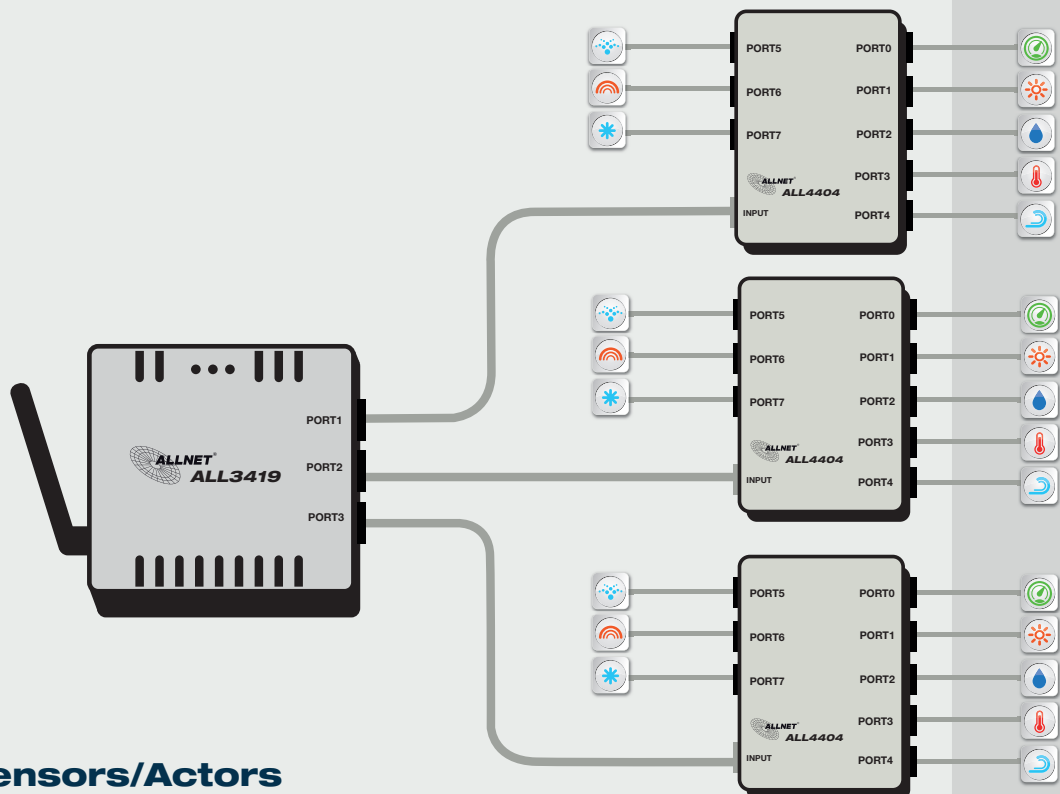 PORT5 PORT0
PORT6 PORT1
PORT7 PORT2
PORT3
ALLNET®
ALL4404
INPUT PORT4
PORT5 PORT0
PORT6 PORT1
PORT7 PORT2
PORT3
ALLNET®
ALL4404
INPUT PORT4
PORT1
ALLNET®
ALL3419
PORT2
PORT3
PORT5 PORT0
PORT6 PORT1
PORT7 PORT2
PORT3
ALLNET®
ALL4404
INPUT PORT4
ensors/Actors